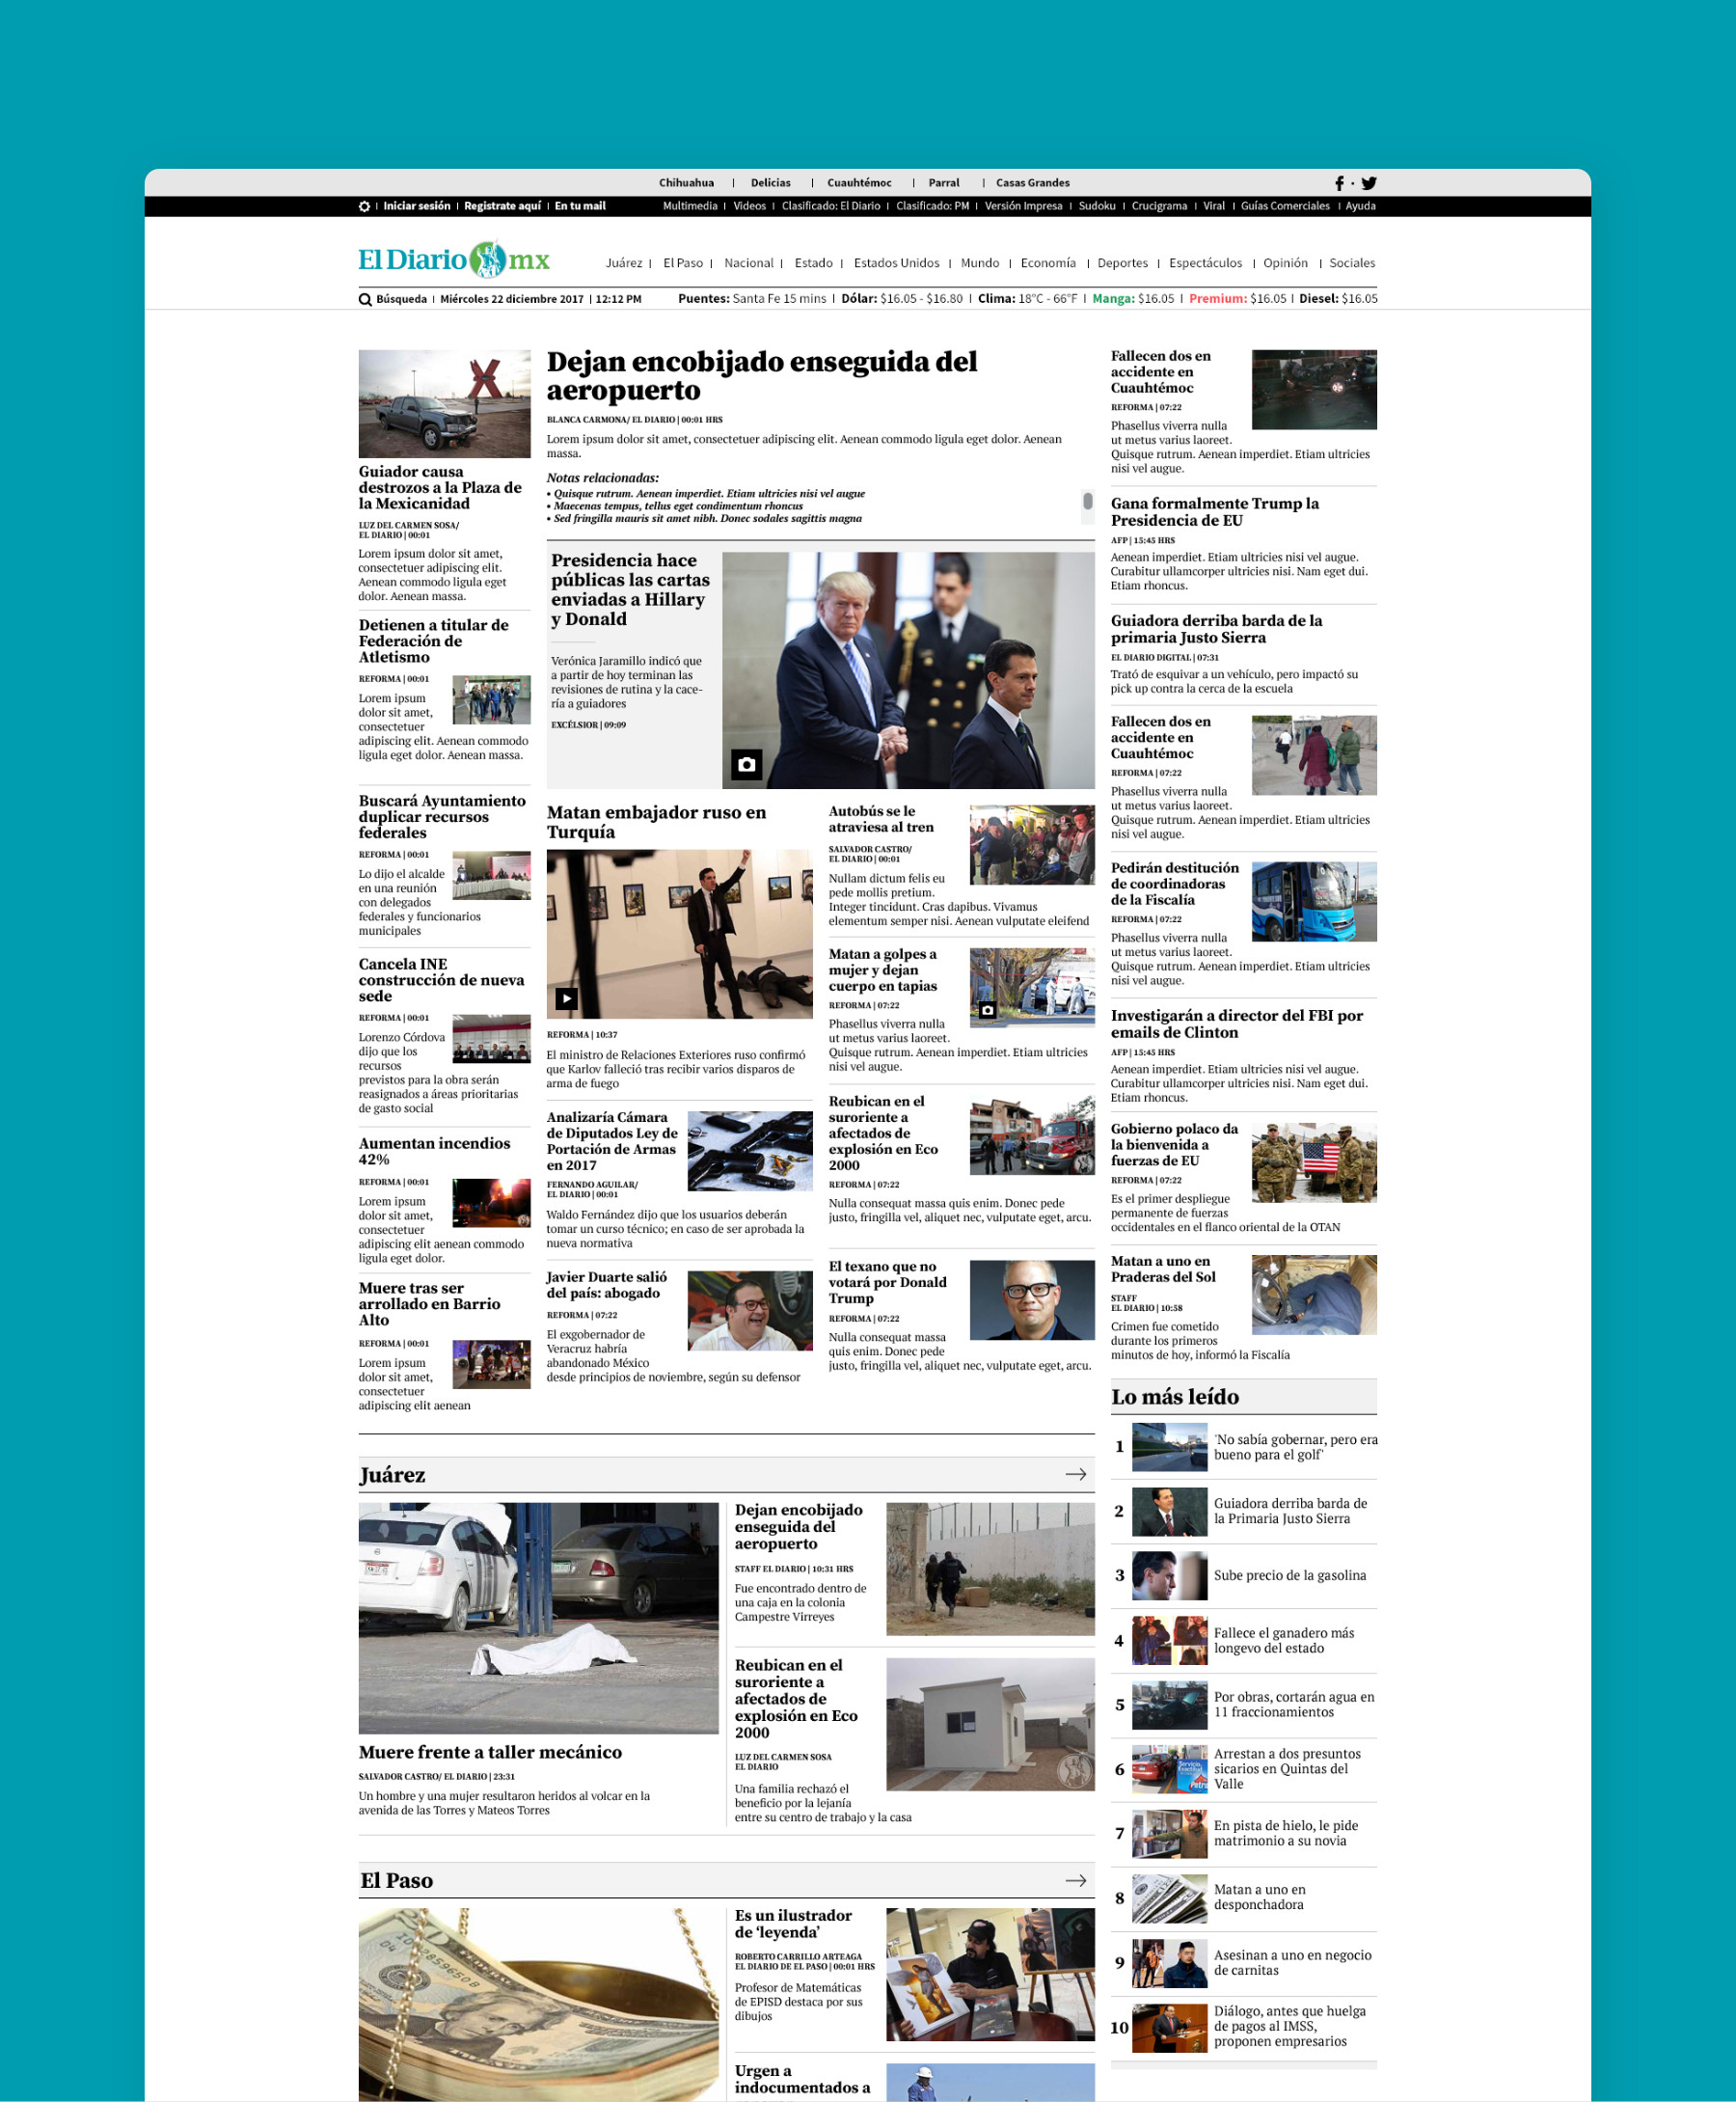 Chihuahua | Delicias | Cuauhtémoc | Parral | Casas Grandes
Iniciar sesión | Registrate aquí | En tu mail
Multimedia | Videos | Clasificado: El Diario | Clasificado: PM | Versión Impresa | Sudoku | Crucigrama | Viral | Guías Comerciales | Ayuda
El Diario mx
Juárez | El Paso | Nacional | Estado | Estados Unidos | Mundo | Economía | Deportes | Espectáculos | Opinión | Sociales
Búsqueda | Miércoles 22 diciembre 2017 | 12:12 PM
Puentes: Santa Fe 15 mins | Dólar: $16.05 - $16.80 | Clima: 18°C - 66°F | Manga: $16.05 | Premium: $16.05 | Diesel: $16.05
Guiador causa
destrozos a la Plaza de
la Mexicanidad
LUZ DEL CARMEN SOSA/
EL DIARIO | 00:01
Lorem ipsum dolor sit amet,
consectetuer adipiscing elit.
Aenean commodo ligula eget
dolor. Aenean massa.
Detienen a titular de
Federación de
Atletismo
REFORMA | 00:01
Lorem ipsum
dolor sit amet,
consectetuer
adipiscing elit. Aenean commodo
ligula eget dolor. Aenean massa.
Buscará Ayuntamiento
duplicar recursos
federales
REFORMA | 00:01
Lo dijo el alcalde
en una reunión
con delegados
federales y funcionarios
municipales
Cancela INE
construcción de nueva
sede
REFORMA | 00:01
Lorenzo Córdova
dijo que los
recursos
previstos para la obra serán
reasignados a áreas prioritarias
de gasto social
Aumentan incendios
42%
REFORMA | 00:01
Lorem ipsum
dolor sit amet,
consectetuer
adipiscing elit aenean commodo
ligula eget dolor.
Muere tras ser
arrollado en Barrio
Alto
REFORMA | 00:01
Lorem ipsum
dolor sit amet,
consectetuer
adipiscing elit aenean
Dejan encobijado enseguida del
aeropuerto
BLANCA CARMONA/ EL DIARIO | 00:01 HRS
Lorem ipsum dolor sit amet, consectetuer adipiscing elit. Aenean commodo ligula eget dolor. Aenean
massa.
Notas relacionadas:
• Quisque rutrum. Aenean imperdiet. Etiam ultricies nisi vel augue
• Maecenas tempus, tellus eget condimentum rhoncus
• Sed fringilla mauris sit amet nibh. Donec sodales sagittis magna
Presidencia hace
públicas las cartas
enviadas a Hillary
y Donald
Verónica Jaramillo indicó que
a partir de hoy terminan las
revisiones de rutina y la cace-
ría a guiadores
EXCÉLSIOR | 09:09
Matan embajador ruso en
Turquía
REFORMA | 10:37
El ministro de Relaciones Exteriores ruso confirmó
que Karlov falleció tras recibir varios disparos de
arma de fuego
Analizaría Cámara
de Diputados Ley de
Portación de Armas
en 2017
FERNANDO AGUILAR/
EL DIARIO | 00:01
Waldo Fernández dijo que los usuarios deberán
tomar un curso técnico; en caso de ser aprobada la
nueva normativa
Javier Duarte salió
del país: abogado
REFORMA | 07:22
El exgobernador de
Veracruz habría
abandonado México
desde principios de noviembre, según su defensor
Autobús se le
atraviesa al tren
SALVADOR CASTRO/
EL DIARIO | 00:01
Nullam dictum felis eu
pede mollis pretium.
Integer tincidunt. Cras dapibus. Vivamus
elementum semper nisi. Aenean vulputate eleifend
Matan a golpes a
mujer y dejan
cuerpo en tapias
REFORMA | 07:22
Phasellus viverra nulla
ut metus varius laoreet.
Quisque rutrum. Aenean imperdiet. Etiam ultricies
nisi vel augue.
Reubican en el
suroriente a
afectados de
explosión en Eco
2000
REFORMA | 07:22
Nulla consequat massa quis enim. Donec pede
justo, fringilla vel, aliquet nec, vulputate eget, arcu.
El texano que no
votará por Donald
Trump
REFORMA | 07:22
Nulla consequat massa
quis enim. Donec pede
justo, fringilla vel, aliquet nec, vulputate eget, arcu.
Fallecen dos en
accidente en
Cuauhtémoc
REFORMA | 07:22
Phasellus viverra nulla
ut metus varius laoreet.
Quisque rutrum. Aenean imperdiet. Etiam ultricies
nisi vel augue.
Gana formalmente Trump la
Presidencia de EU
AFP | 15:45 HRS
Aenean imperdiet. Etiam ultricies nisi vel augue.
Curabitur ullamcorper ultricies nisi. Nam eget dui.
Etiam rhoncus.
Guiadora derriba barda de la
primaria Justo Sierra
EL DIARIO DIGITAL | 07:31
Trató de esquivar a un vehículo, pero impactó su
pick up contra la cerca de la escuela
Fallecen dos en
accidente en
Cuauhtémoc
REFORMA | 07:22
Phasellus viverra nulla
ut metus varius laoreet.
Quisque rutrum. Aenean imperdiet. Etiam ultricies
nisi vel augue.
Pedirán destitución
de coordinadoras
de la Fiscalía
REFORMA | 07:22
Phasellus viverra nulla
ut metus varius laoreet.
Quisque rutrum. Aenean imperdiet. Etiam ultricies
nisi vel augue.
Investigarán a director del FBI por
emails de Clinton
AFP | 15:45 HRS
Aenean imperdiet. Etiam ultricies nisi vel augue.
Curabitur ullamcorper ultricies nisi. Nam eget dui.
Etiam rhoncus.
Gobierno polaco da
la bienvenida a
fuerzas de EU
REFORMA | 07:22
Es el primer despliegue
permanente de fuerzas
occidentales en el flanco oriental de la OTAN
Matan a uno en
Praderas del Sol
STAFF
EL DIARIO | 10:58
Crimen fue cometido
durante los primeros
minutos de hoy, informó la Fiscalía
Lo más leído
1 'No sabía gobernar, pero era
bueno para el golf'
2 Guiadora derriba barda de
la Primaria Justo Sierra
3 Sube precio de la gasolina
4 Fallece el ganadero más
longevo del estado
5 Por obras, cortarán agua en
11 fraccionamientos
6 Arrestan a dos presuntos
sicarios en Quintas del
Valle
7 En pista de hielo, le pide
matrimonio a su novia
8 Matan a uno en
desponchadora
9 Asesinan a uno en negocio
de carnitas
10 Diálogo, antes que huelga
de pagos al IMSS,
proponen empresarios
Juárez
Muere frente a taller mecánico
SALVADOR CASTRO/ EL DIARIO | 23:31
Un hombre y una mujer resultaron heridos al volcar en la
avenida de las Torres y Mateos Torres
Dejan encobijado
enseguida del
aeropuerto
STAFF EL DIARIO | 10:31 HRS
Fue encontrado dentro de
una caja en la colonia
Campestre Virreyes
Reubican en el
suroriente a
afectados de
explosión en Eco
2000
LUZ DEL CARMEN SOSA
EL DIARIO
Una familia rechazó el
beneficio por la lejanía
entre su centro de trabajo y la casa
El Paso
Es un ilustrador
de ‘leyenda’
ROBERTO CARRILLO ARTEAGA
EL DIARIO DE EL PASO | 00:01 HRS
Profesor de Matemáticas
de EPISD destaca por sus
dibujos
Urgen a
indocumentados a